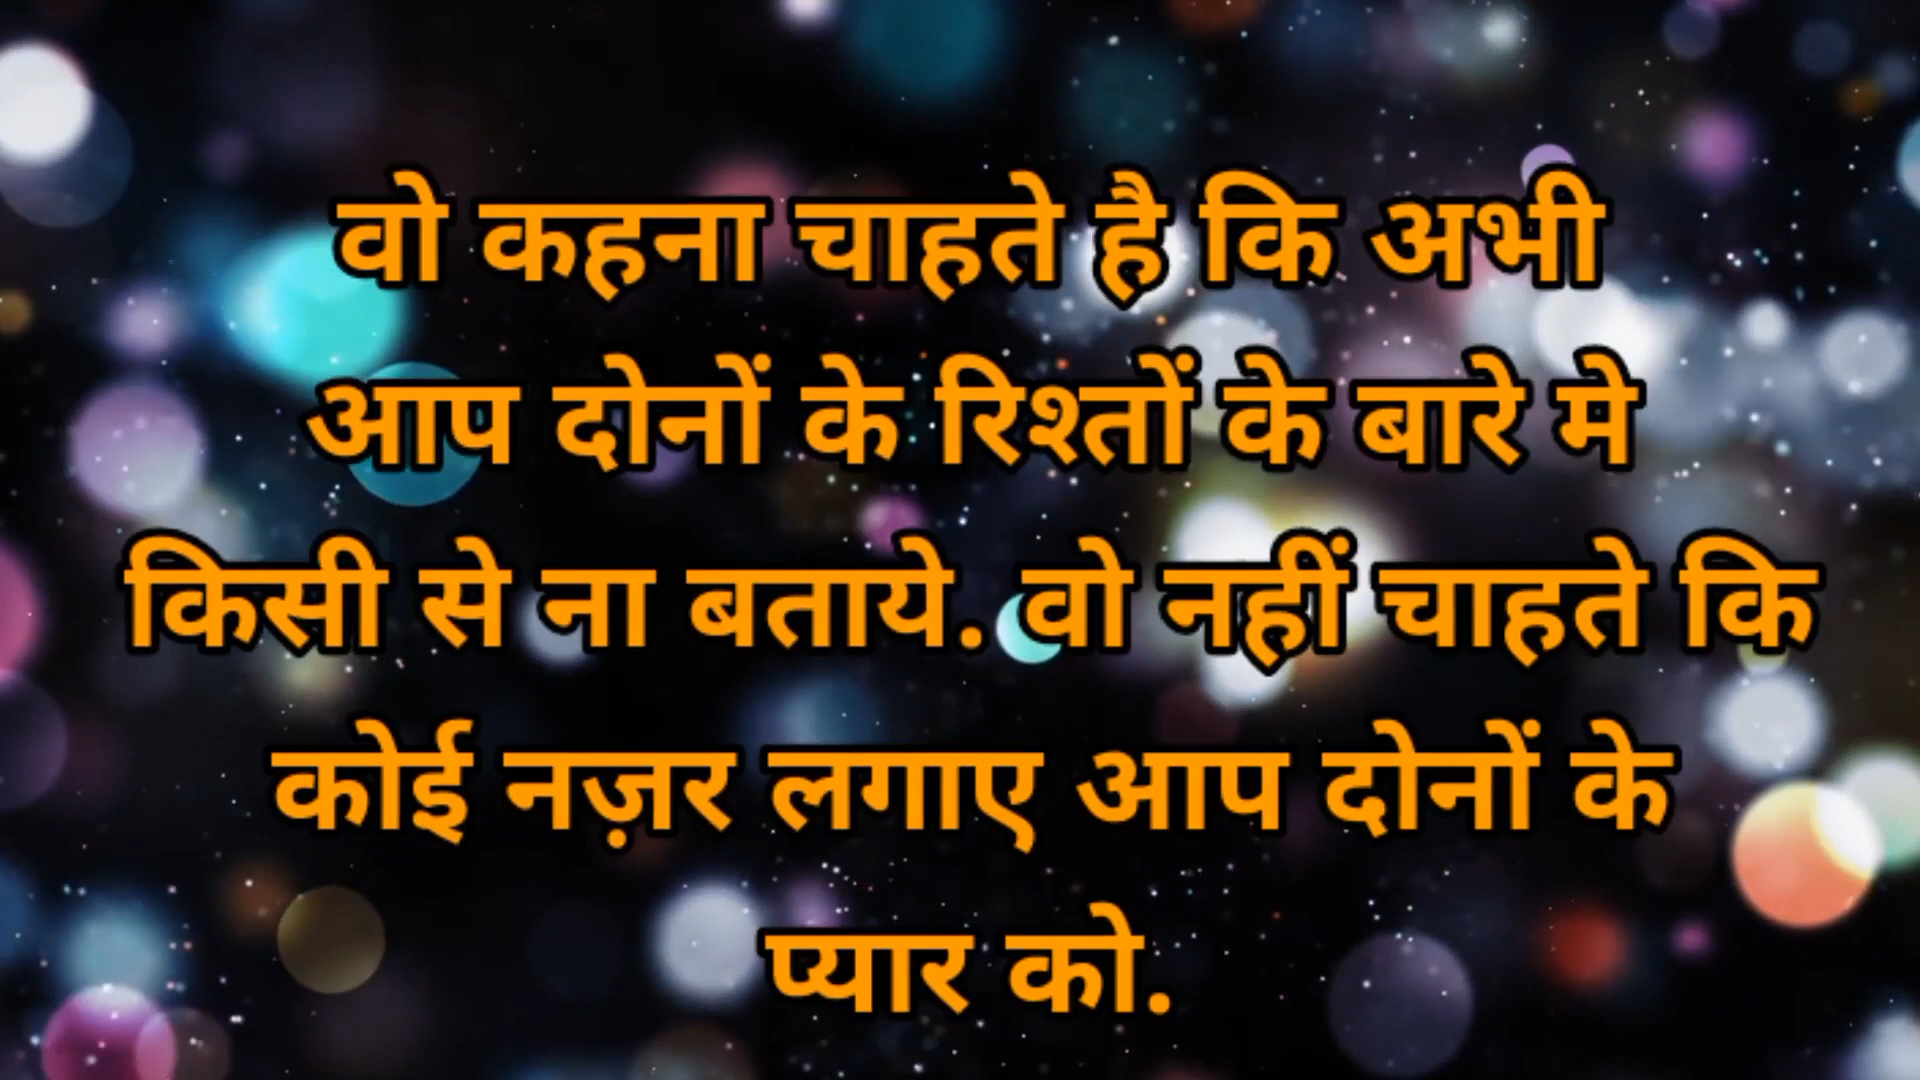 वो कहना चाहते है कि अभी
आप दोनों के रिश्तों के बारे मे
किसी से ना बताये. वो नहीं चाहते कि
कोई नज़र लगाए आप दोनों के
प्यार को.